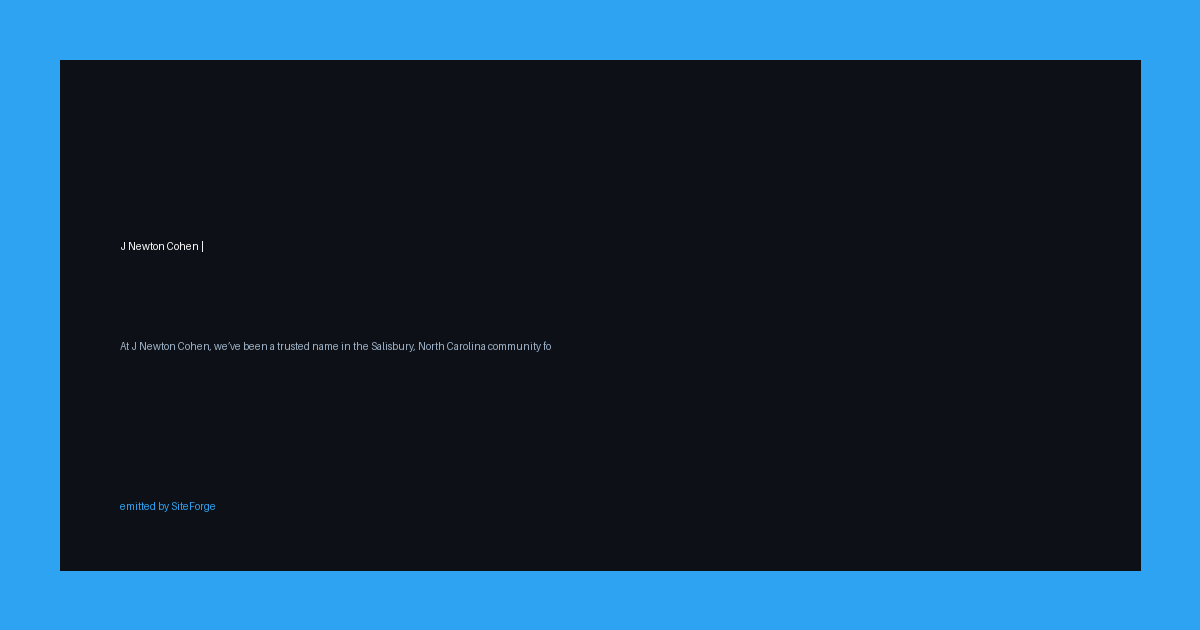 J Newton Cohen |
At J Newton Cohen, we’ve been a trusted name in the Salisbury, North Carolina community fo
emitted by SiteForge